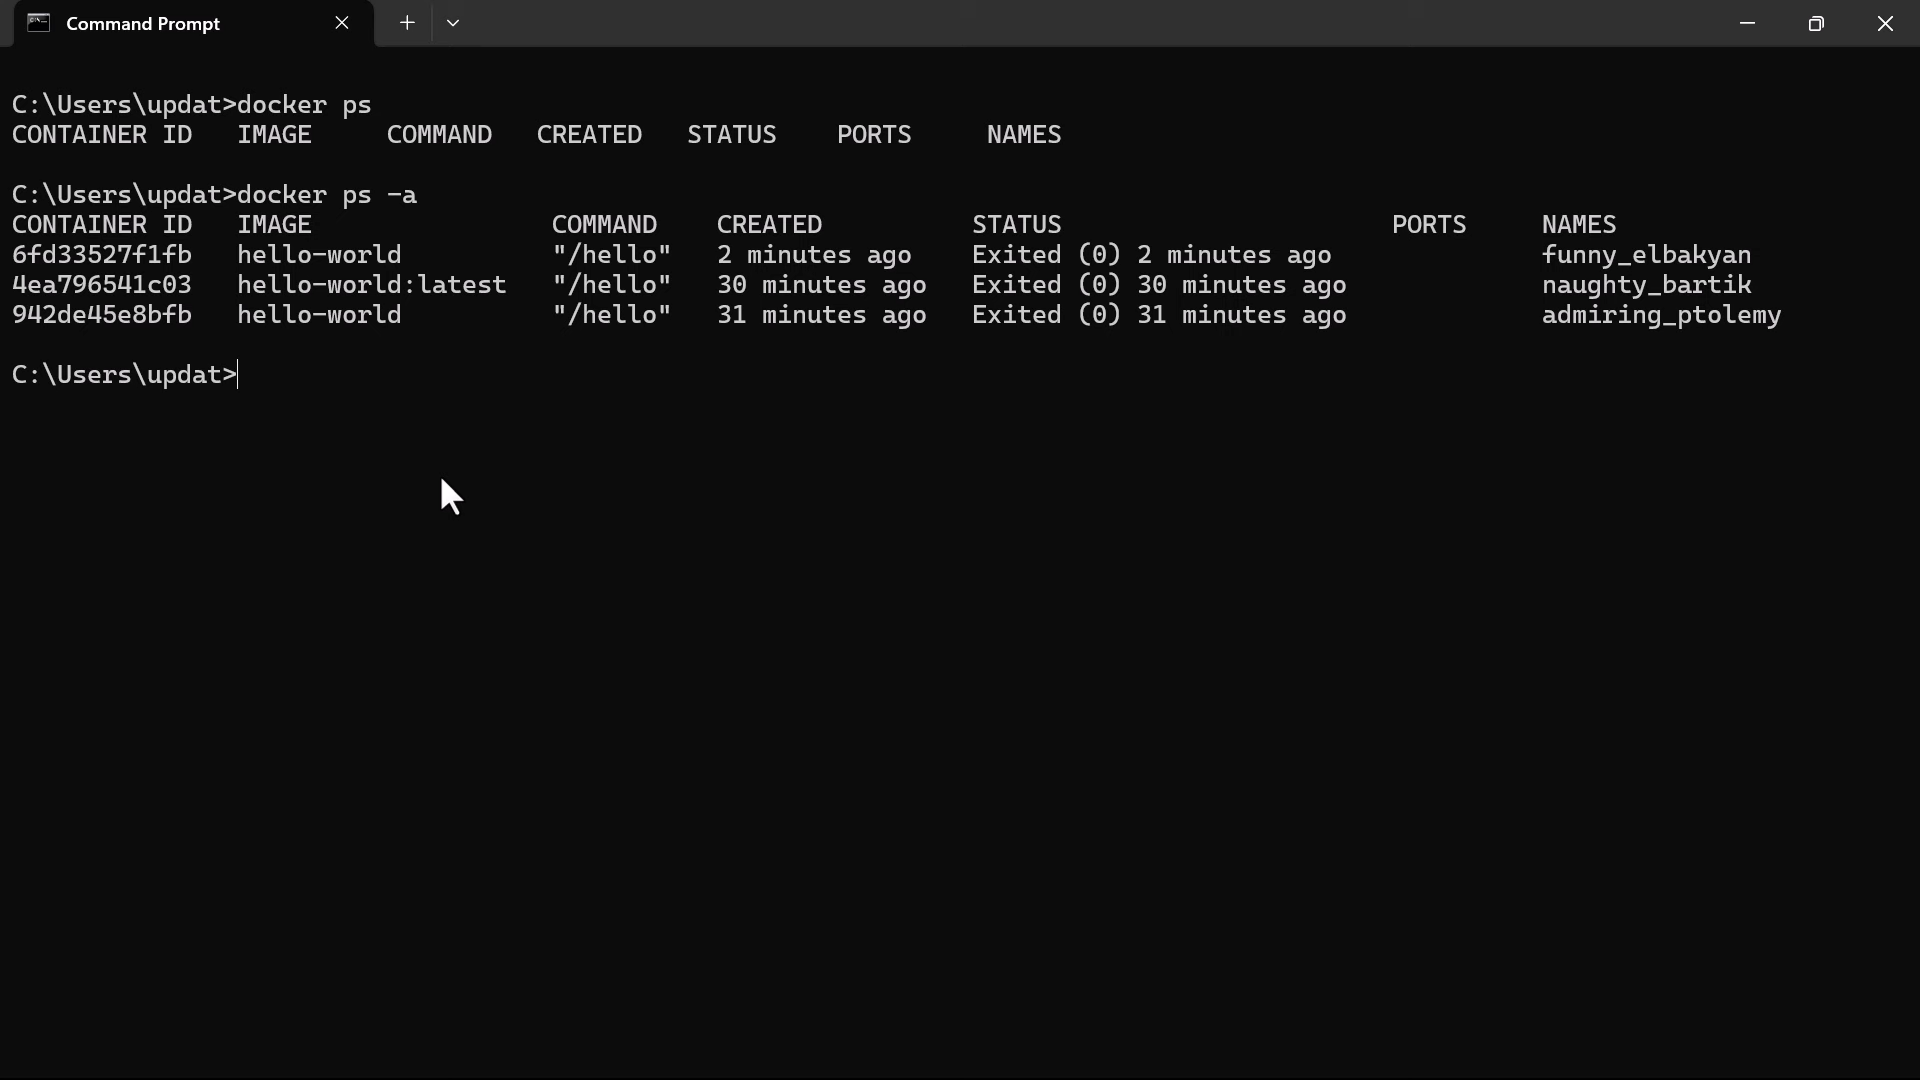 Command Prompt
C:\Users\updat>docker ps
CONTAINER ID   IMAGE     COMMAND   CREATED   STATUS    PORTS     NAMES
C:\Users\updat>docker ps -a
CONTAINER ID   IMAGE                COMMAND    CREATED          STATUS                      PORTS     NAMES
6fd33527f1fb   hello-world          "/hello"   2 minutes ago    Exited (0) 2 minutes ago              funny_elbakyan
4ea796541c03   hello-world:latest   "/hello"   30 minutes ago   Exited (0) 30 minutes ago             naughty_bartik
942de45e8bfb   hello-world          "/hello"   31 minutes ago   Exited (0) 31 minutes ago             admiring_ptolemy
C:\Users\updat>